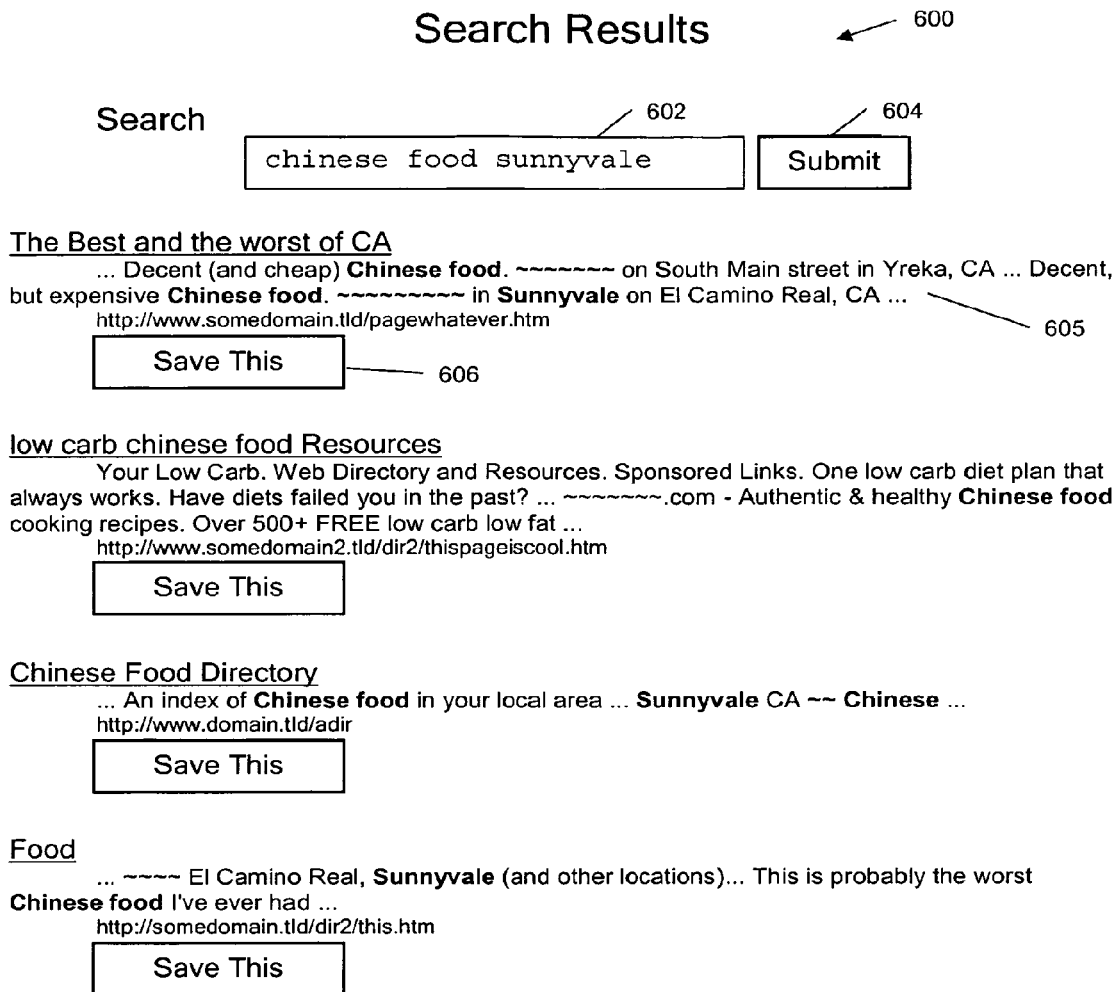 Search Results
600
Search
602
604
chinese food sunnyvale
Submit
The Best and the worst of CA
... Decent (and cheap) Chinese food. ~~~~~~~ on South Main street in Yreka, CA ... Decent,
but expensive Chinese food. ~~~~~~~~~ in Sunnyvale on El Camino Real, CA ...
605
http://www.somedomain.tld/pagewhatever.htm
Save This
606
low carb chinese food Resources
Your Low Carb. Web Directory and Resources. Sponsored Links. One low carb diet plan that
always works. Have diets failed you in the past? ... ~~~~~~~.com - Authentic & healthy Chinese food
cooking recipes. Over 500+ FREE low carb low fat ...
http://www.somedomain2.tld/dir2/thispageiscool.htm
Save This
Chinese Food Directory
... An index of Chinese food in your local area ... Sunnyvale CA ~~ Chinese ...
http://www.domain.tld/adir
Save This
Food
... ~~~~ El Camino Real, Sunnyvale (and other locations)... This is probably the worst
Chinese food I've ever had ...
http://somedomain.tld/dir2/this.htm
Save This